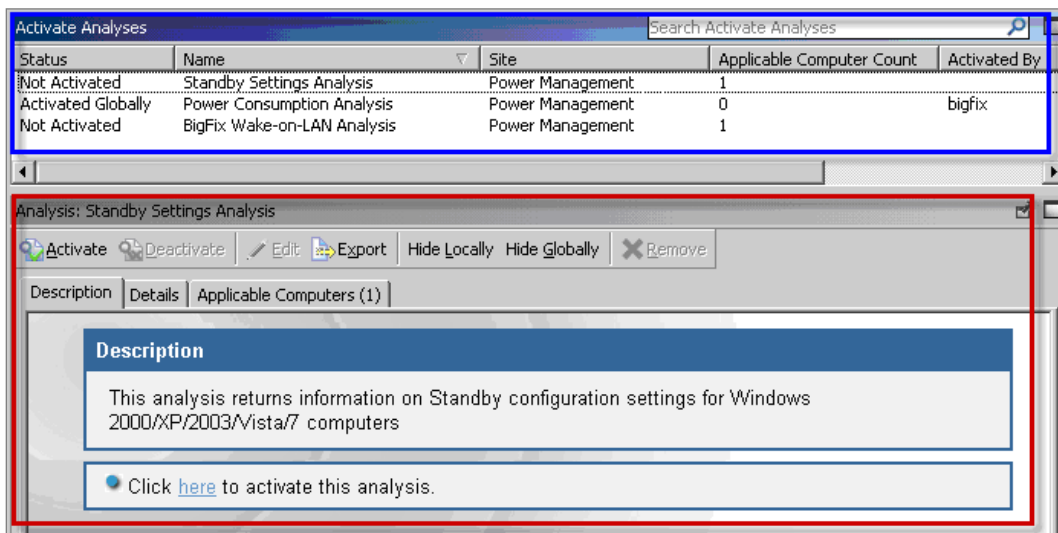 Activate Analyses Search Activate Analyses
Status Name Site Applicable Computer Count Activated By
Not Activated Standby Settings Analysis Power Management 1
Activated Globally Power Consumption Analysis Power Management 0 bigfix
Not Activated BigFix Wake-on-LAN Analysis Power Management 1
Analysis: Standby Settings Analysis
Activate Deactivate Edit Export Hide Locally Hide Globally Remove
Description Details Applicable Computers (1)
Description
This analysis returns information on Standby configuration settings for Windows
2000/XP/2003/Vista/7 computers
Click here to activate this analysis.